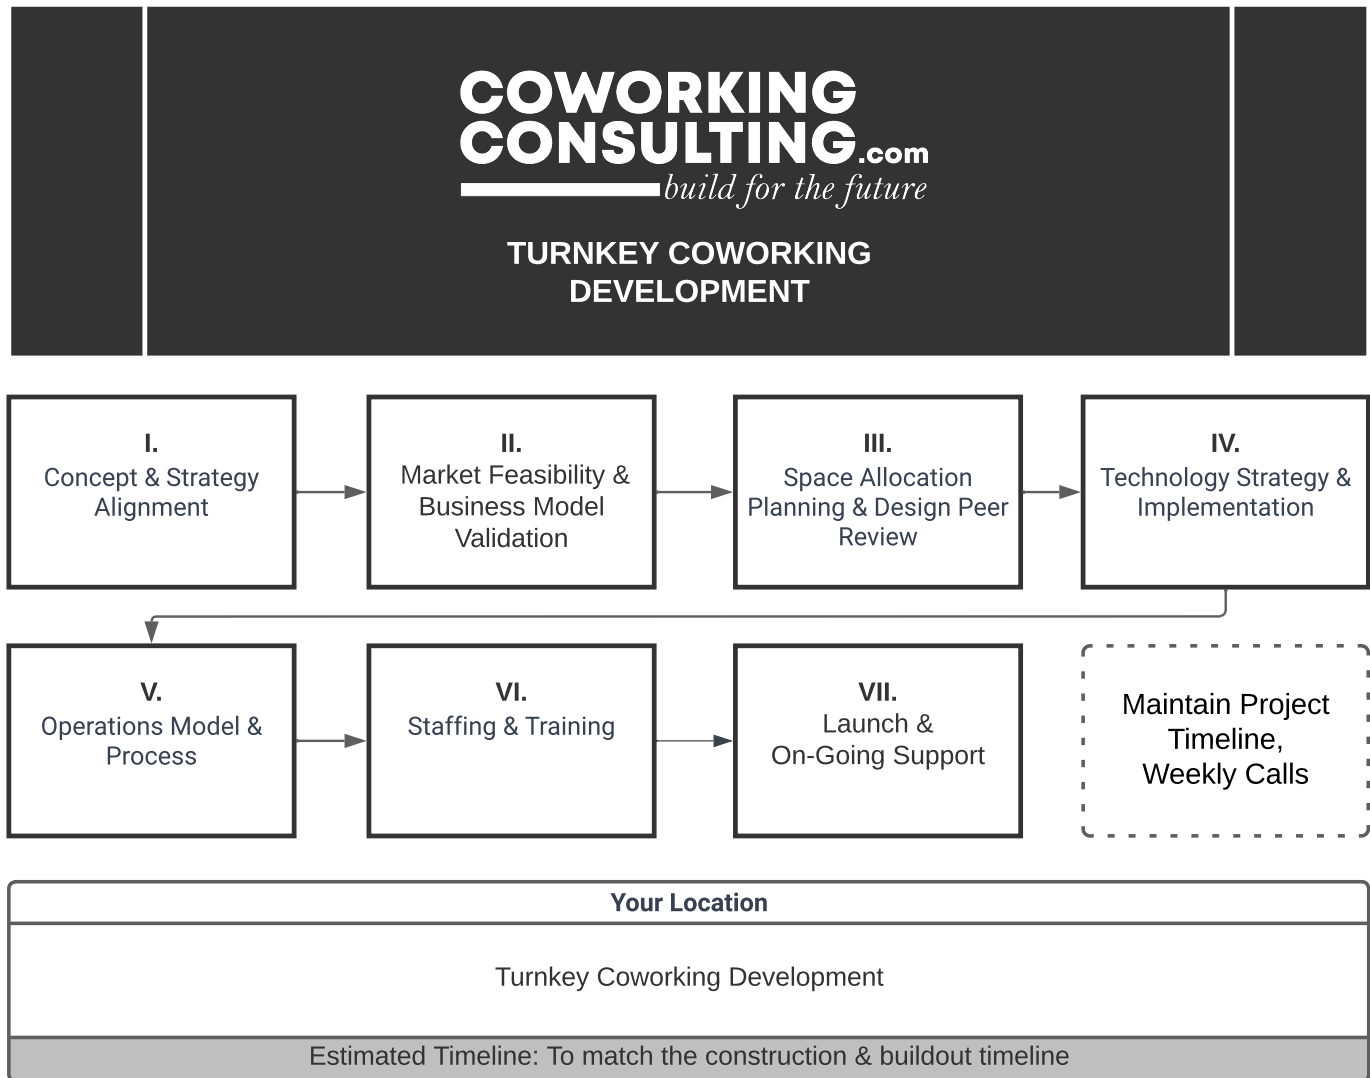 COWORKING
CONSULTING.com
build for the future
TURNKEY COWORKING
DEVELOPMENT
I.
Concept & Strategy
Alignment
II.
Market Feasibility &
Business Model
Validation
III.
Space Allocation
Planning & Design Peer
Review
IV.
Technology Strategy &
Implementation
V.
Operations Model &
Process
VI.
Staffing & Training
VII.
Launch &
On-Going Support
Maintain Project
Timeline,
Weekly Calls
Your Location
Turnkey Coworking Development
Estimated Timeline: To match the construction & buildout timeline